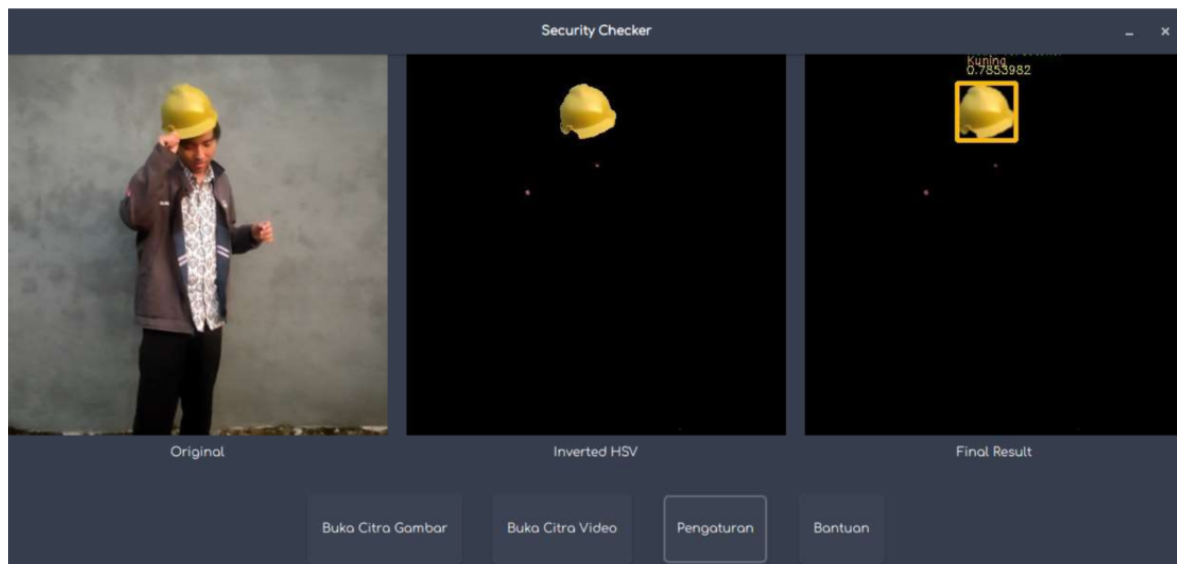 Security Checker
Kuning
0.7853982
Original
Inverted HSV
Final Result
Buka Citra Gambar
Buka Citra Video
Pengaturan
Bantuan